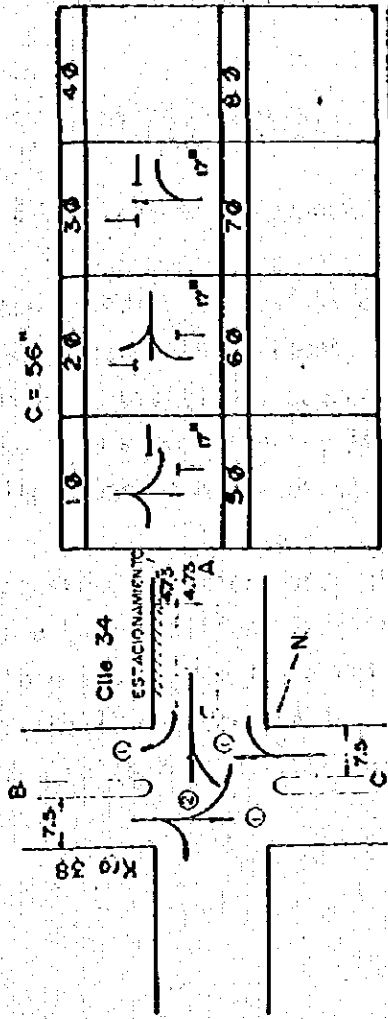 C = 56"
1Ø 2Ø 3Ø 4Ø
17" 17" 17"
5Ø 6Ø 7Ø 8Ø
Clle 34
ESTACIONAMIENTO
4.73
4.73
A
B
7.5
Kra 38
(1)
(2)
(1)
(1)
N
7.5
C